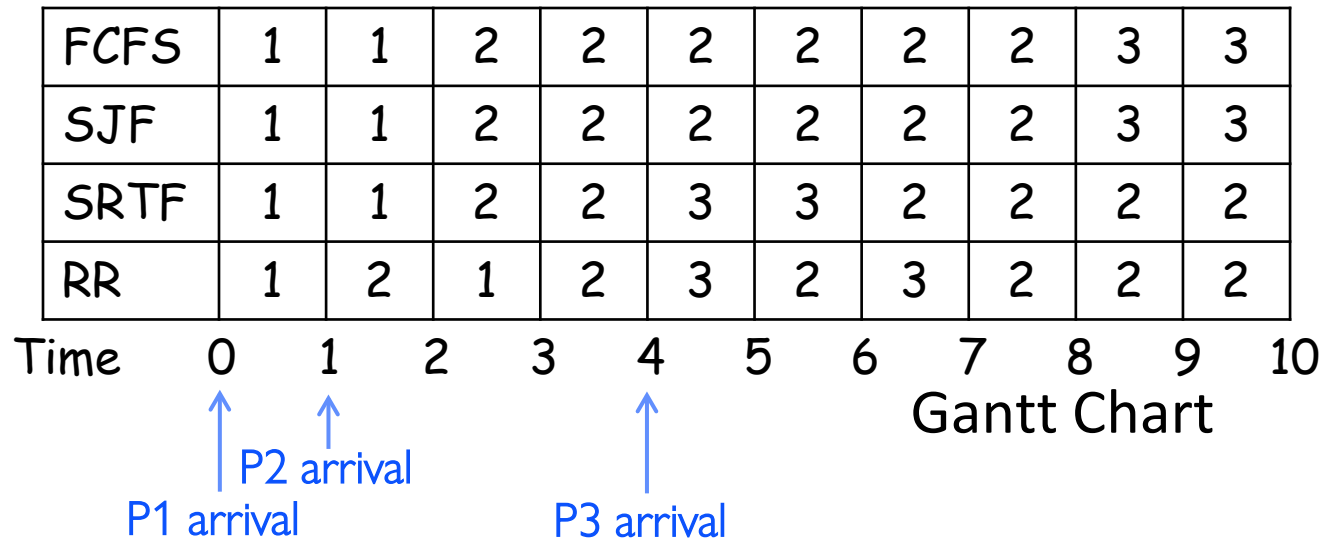 FCFS 1 1 2 2 2 2 2 2 3 3
SJF 1 1 2 2 2 2 2 2 3 3
SRTF 1 1 2 2 3 3 2 2 2 2
RR 1 2 1 2 3 2 3 2 2 2
Time 0 1 2 3 4 5 6 7 8 9 10
Gantt Chart
P2 arrival
P1 arrival P3 arrival